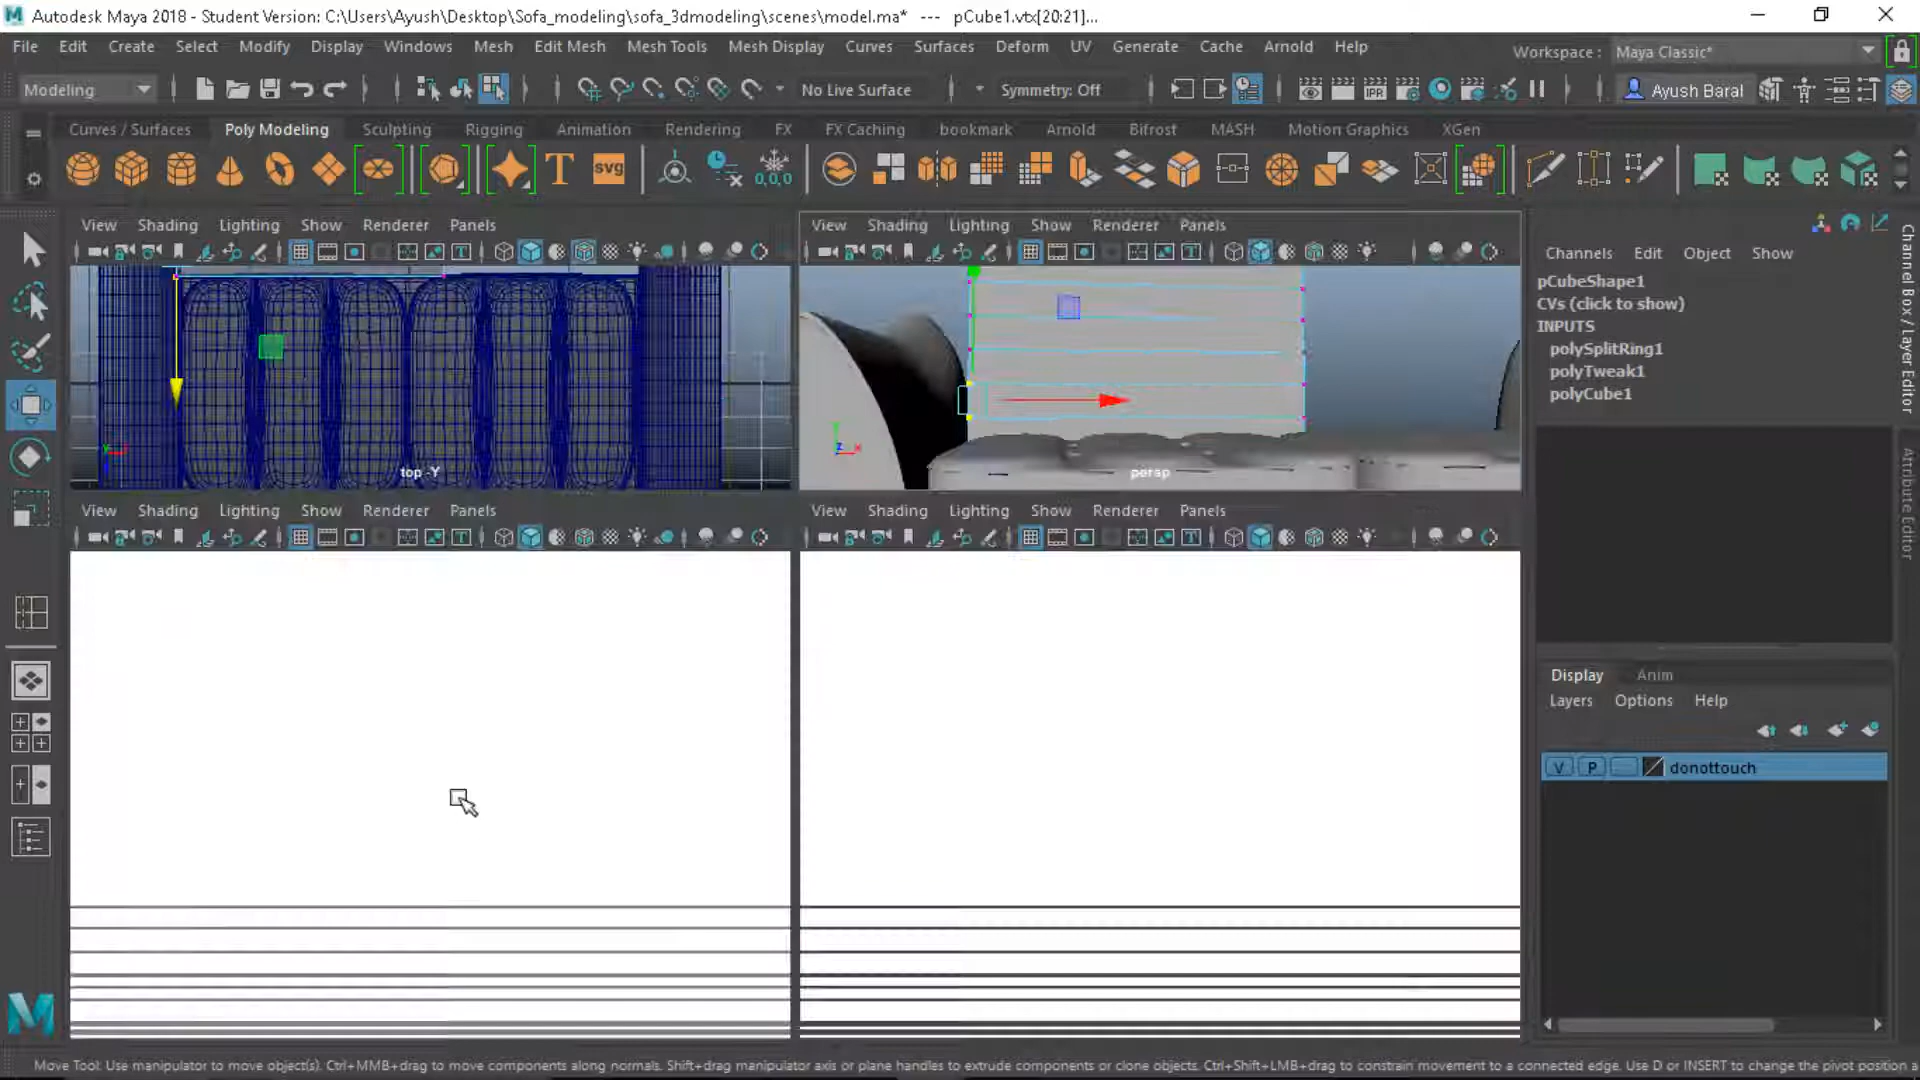 Autodesk Maya 2018 - Student Version: C:\Users\Ayush\Desktop\Sofa_modeling\sofa_3dmodeling\scenes\model.ma* --- pCube1.vtx[20:21]...
File Edit Create Select Modify Display Windows Mesh Edit Mesh Mesh Tools Mesh Display Curves Surfaces Deform UV Generate Cache Arnold Help Workspace : Maya Classic*
Modeling No Live Surface Symmetry: Off IPR Ayush Baral
Curves / Surfaces Poly Modeling Sculpting Rigging Animation Rendering FX FX Caching bookmark Arnold Bifrost MASH Motion Graphics XGen
T svg 0,0,0
View Shading Lighting Show Renderer Panels
View Shading Lighting Show Renderer Panels
Channels Edit Object Show
pCubeShape1
CVs (click to show)
INPUTS
polySplitRing1
polyTweak1
polyCube1
top -Y
persp
View Shading Lighting Show Renderer Panels
View Shading Lighting Show Renderer Panels
Channel Box / Layer Editor
Attribute Editor
Display Anim
Layers Options Help
V P donottouch
M
Move Tool: Use manipulator to move object(s). Ctrl+MMB+drag to move components along normals. Shift+drag manipulator axis or plane handles to extrude components or clone objects. Ctrl+Shift+LMB+drag to constrain movement to a connected edge. Use D or INSERT to change the pivot position a